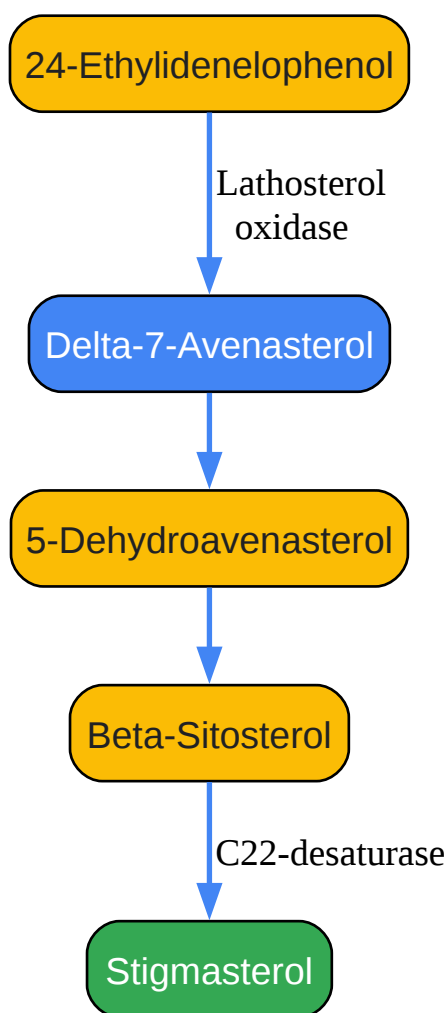 24-Ethylidenelophenol
Lathosterol
oxidase
Delta-7-Avenasterol
5-Dehydroavenasterol
Beta-Sitosterol
C22-desaturase
Stigmasterol